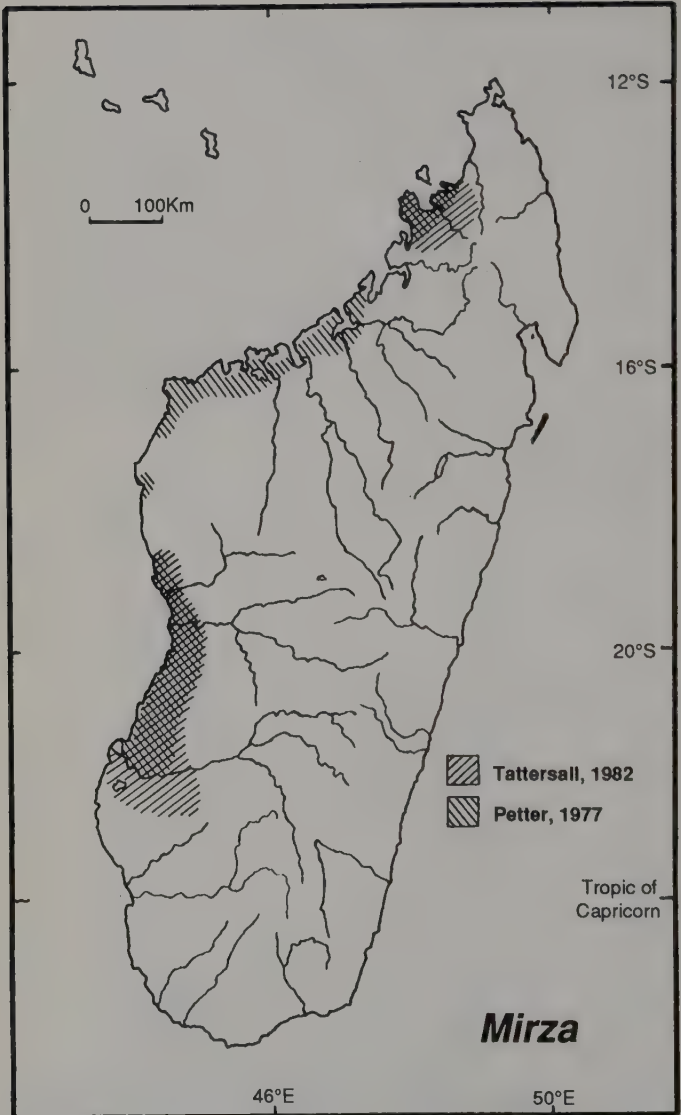 12°S
0 100Km
16°S
20°S
Tattersall, 1982
Petter, 1977
Tropic of
Capricorn
Mirza
46°E 50°E